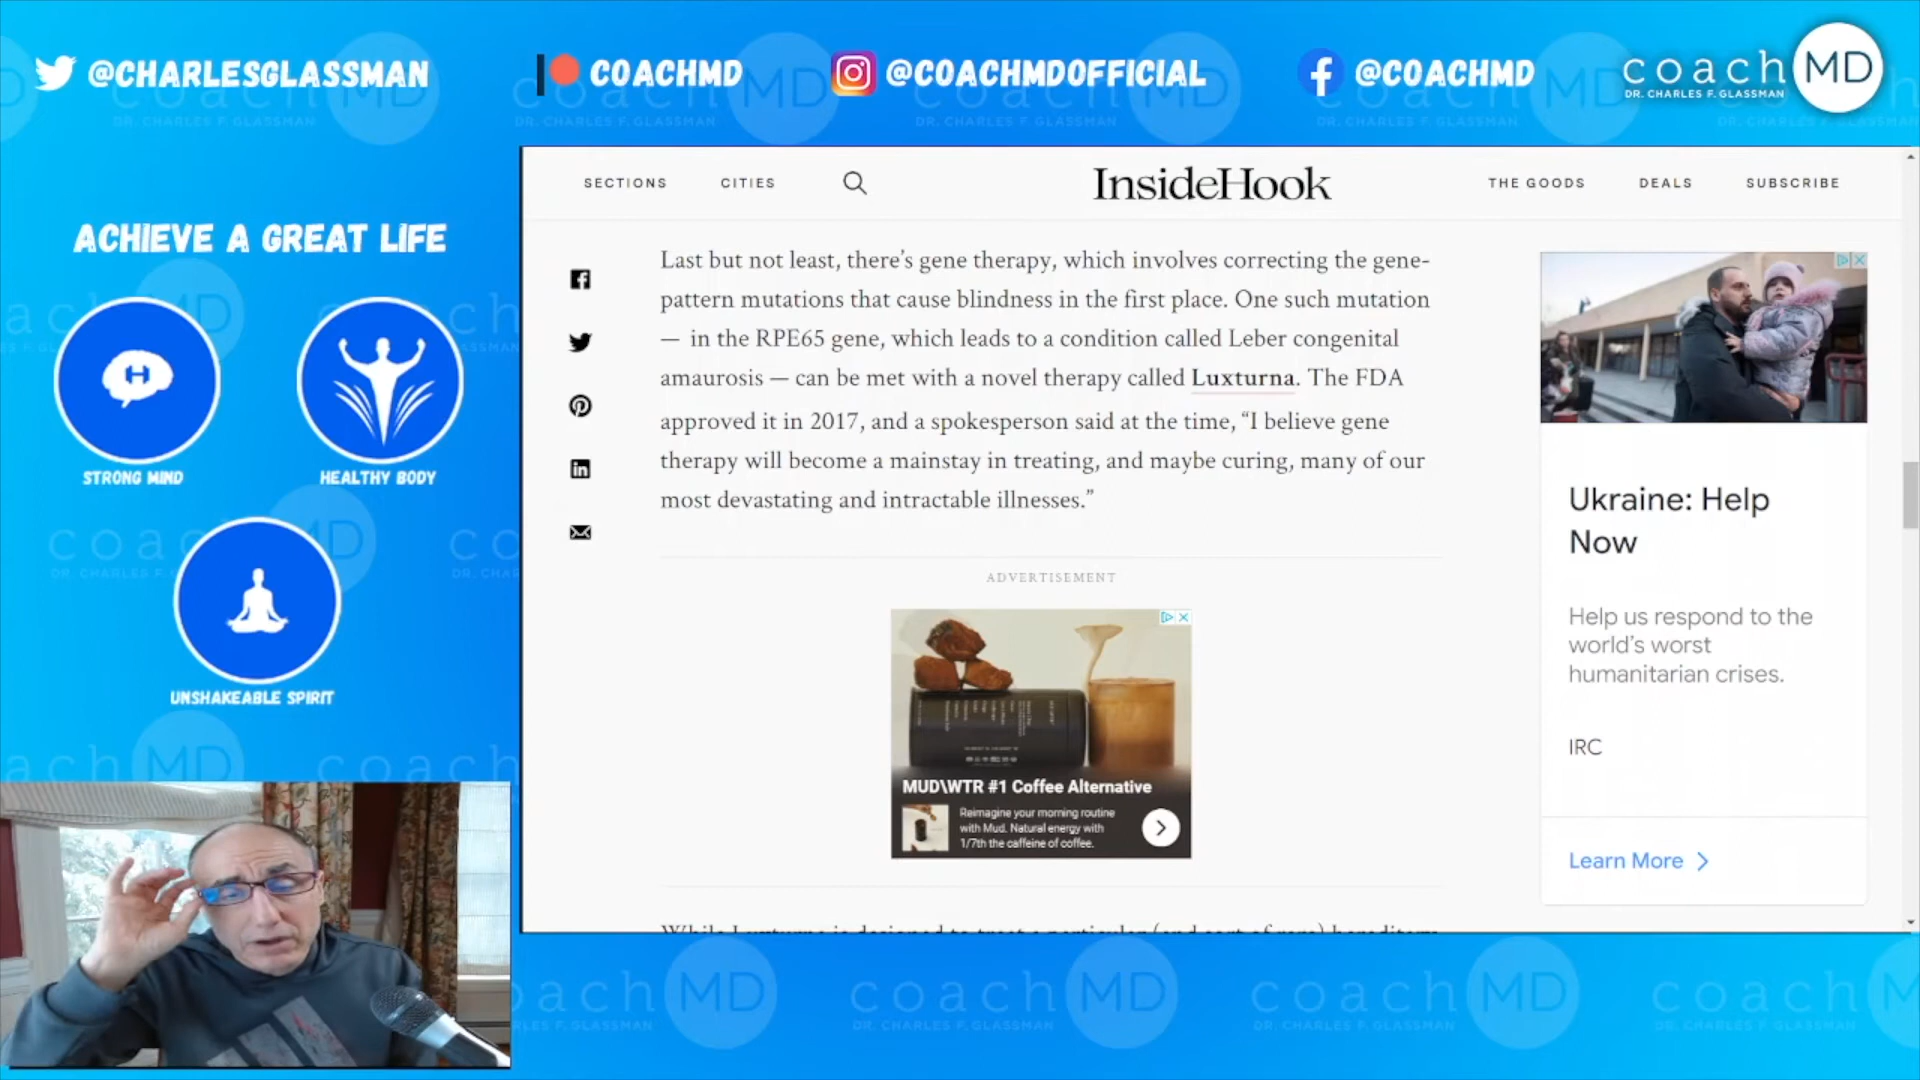 @CHARLESGLASSMAN
COACHMD
@COACHMDOFFICIAL
@COACHMD
coach MD
DR. CHARLES F. GLASSMAN
ACHIEVE A GREAT LIFE
STRONG MIND
HEALTHY BODY
UNSHAKEABLE SPIRIT
SECTIONS
CITIES
InsideHook
THE GOODS
DEALS
SUBSCRIBE
Last but not least, there’s gene therapy, which involves correcting the gene-
pattern mutations that cause blindness in the first place. One such mutation
— in the RPE65 gene, which leads to a condition called Leber congenital
amaurosis — can be met with a novel therapy called Luxturna. The FDA
approved it in 2017, and a spokesperson said at the time, “I believe gene
therapy will become a mainstay in treating, and maybe curing, many of our
most devastating and intractable illnesses.”
ADVERTISEMENT
MUD\WTR #1 Coffee Alternative
Reimagine your morning routine
with Mud. Natural energy with
1/7th the caffeine of coffee.
Ukraine: Help
Now
Help us respond to the
world’s worst
humanitarian crises.
IRC
Learn More
coach MD
DR. CHARLES F. GLASSMAN